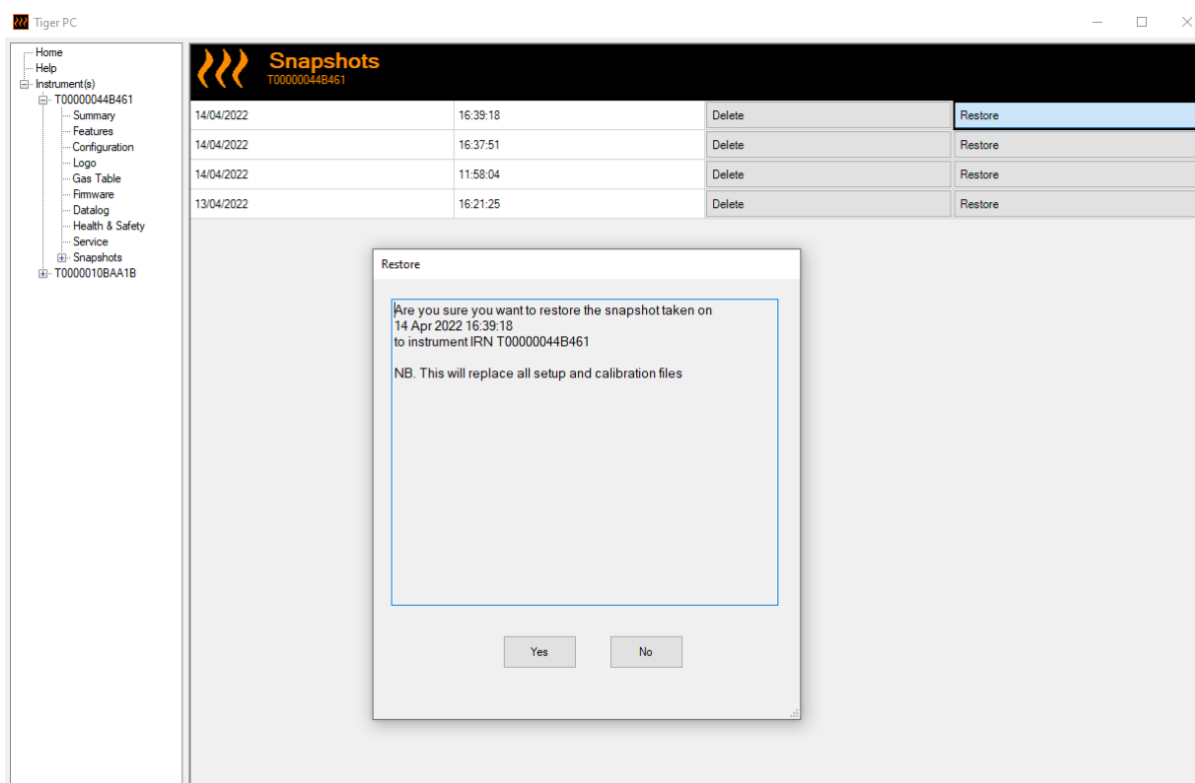 Tiger PC
Home
Help
Instrument(s)
T00000044B461
Summary
Features
Configuration
Logo
Gas Table
Firmware
Datalog
Health & Safety
Service
Snapshots
T0000010BAA1B
Snapshots
T00000044B461
14/04/2022 16:39:18 Delete Restore
14/04/2022 16:37:51 Delete Restore
14/04/2022 11:58:04 Delete Restore
13/04/2022 16:21:25 Delete Restore
Restore
Are you sure you want to restore the snapshot taken on
14 Apr 2022 16:39:18
to instrument IRN T00000044B461
NB. This will replace all setup and calibration files
Yes No